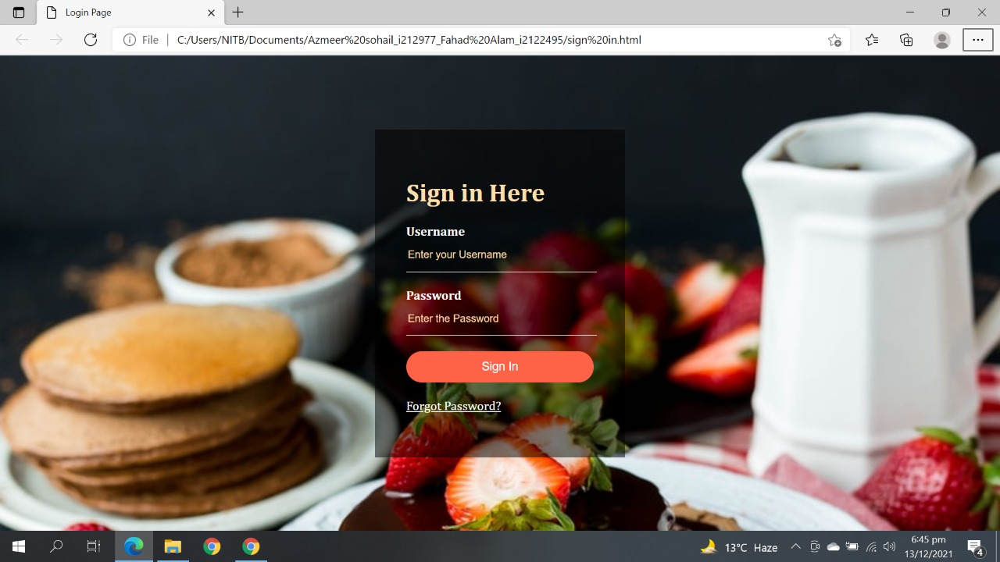 Login Page
File | C:/Users/NITB/Documents/Azmeer%20sohail_i212977_Fahad%20Alam_i2122495/sign%20in.html
Sign in Here
Username
Enter your Username
Password
Enter the Password
Sign In
Forgot Password?
13°C Haze
6:45 pm
13/12/2021
4